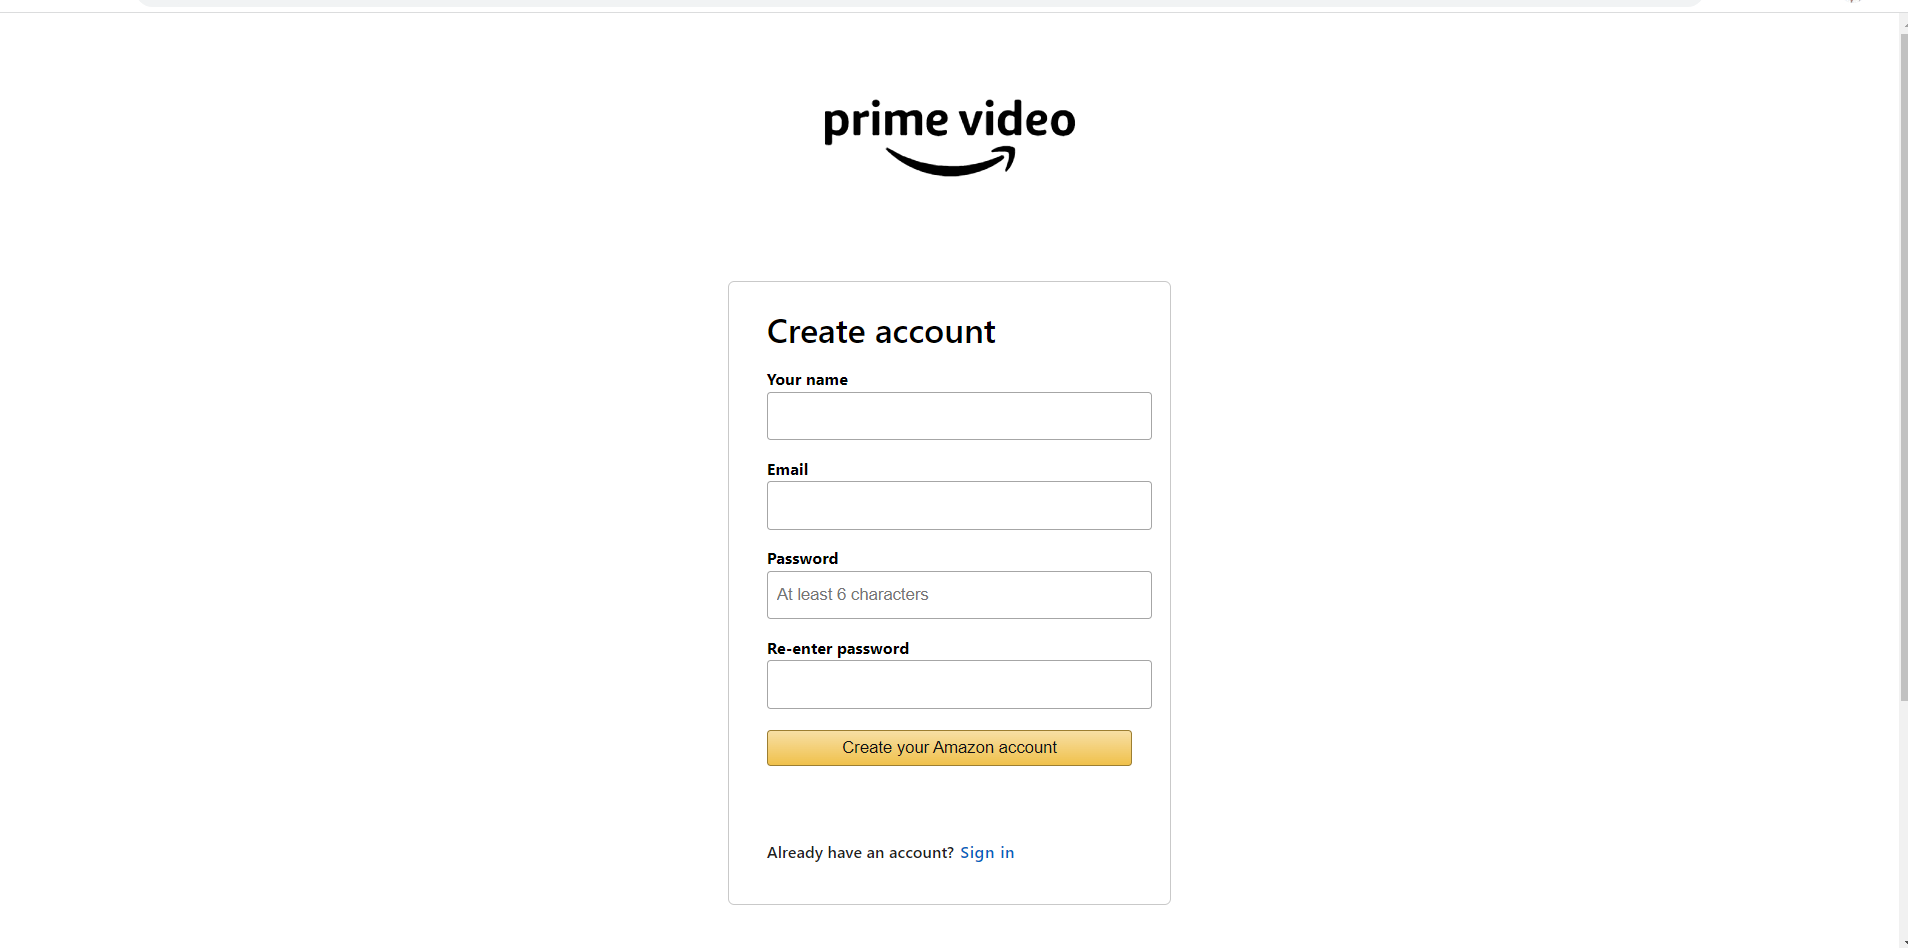 prime video
Create account
Your name
Email
Password
At least 6 characters
Re-enter password
Create your Amazon account
Already have an account? Sign in